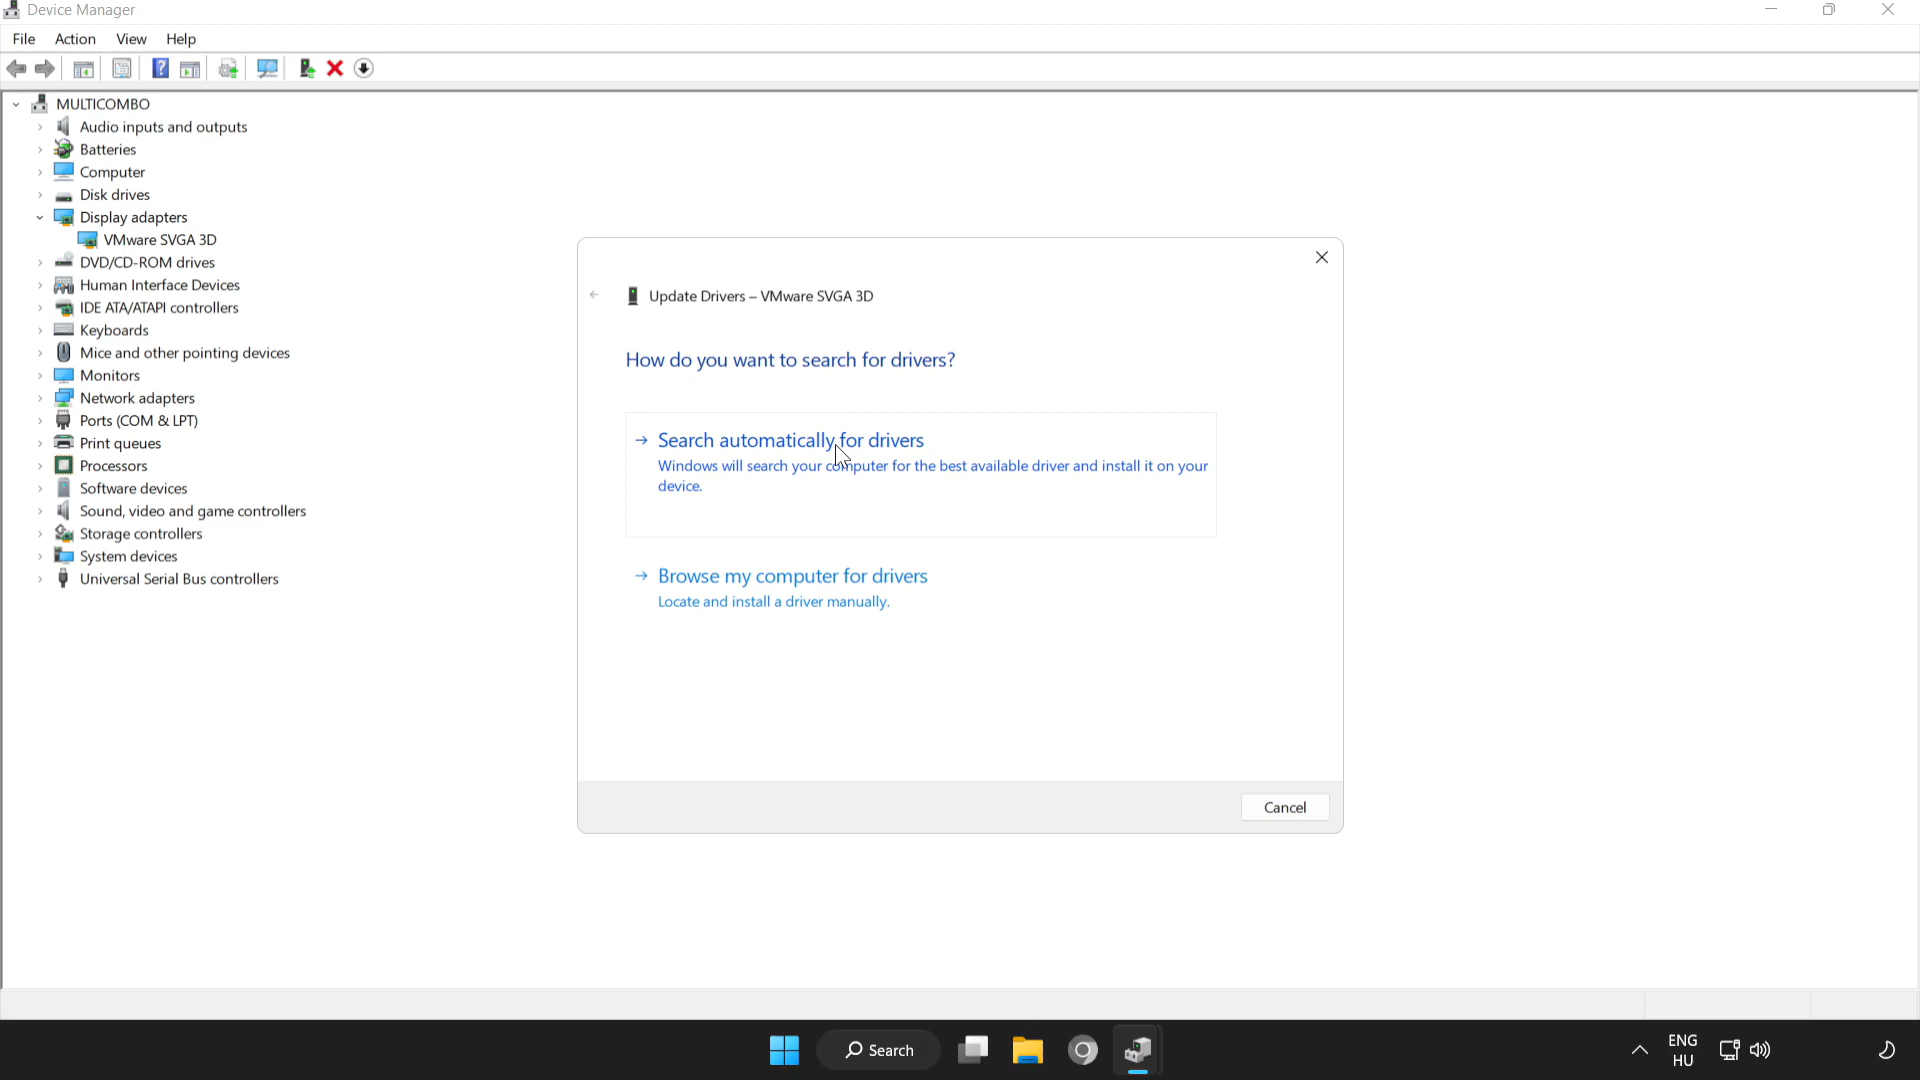 Device Manager
File Action View Help
MULTICOMBO
Audio inputs and outputs
Batteries
Computer
Disk drives
Display adapters
VMware SVGA 3D
DVD/CD-ROM drives
Human Interface Devices
IDE ATA/ATAPI controllers
Keyboards
Mice and other pointing devices
Monitors
Network adapters
Ports (COM & LPT)
Print queues
Processors
Software devices
Sound, video and game controllers
Storage controllers
System devices
Universal Serial Bus controllers
Update Drivers – VMware SVGA 3D
How do you want to search for drivers?
Search automatically for drivers
Windows will search your computer for the best available driver and install it on your
device.
Browse my computer for drivers
Locate and install a driver manually.
Cancel
Search
ENG
HU